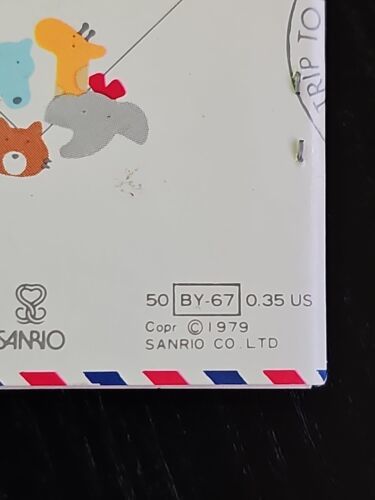 TRIP TO
50 BY-67 0.35 US
Copr ©1979
SANRIO
SANRIO CO.LTD